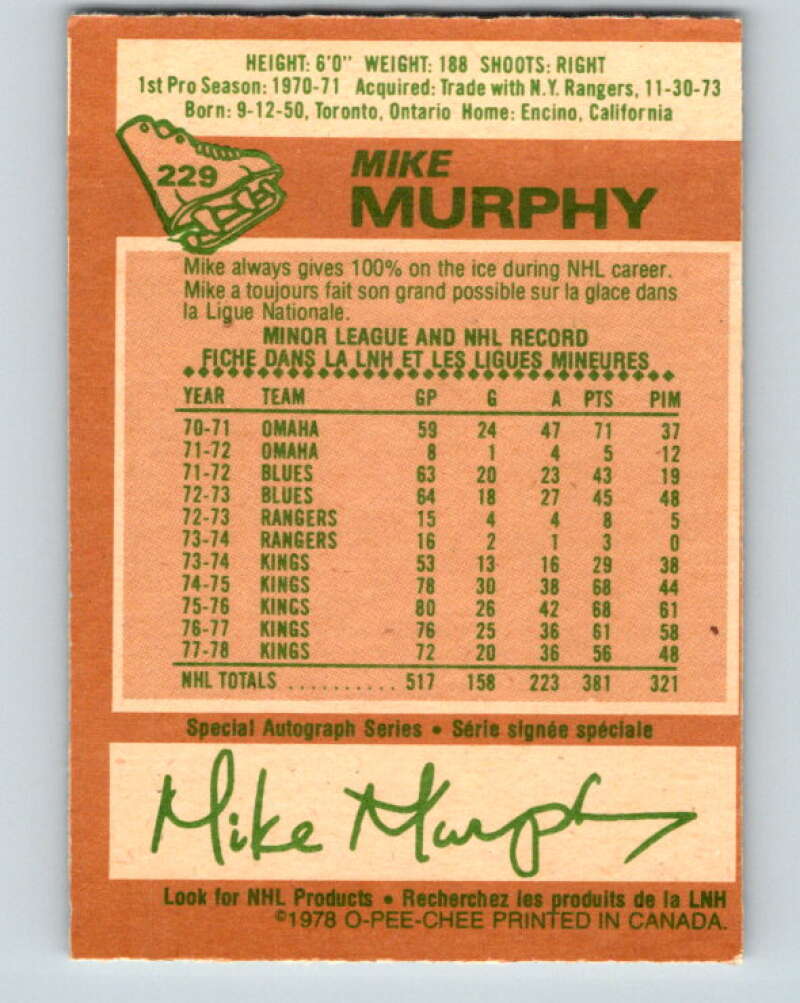 HEIGHT: 6'0" WEIGHT: 188 SHOOTS: RIGHT
1st Pro Season: 1970-71 Acquired: Trade with N.Y. Rangers, 11-30-73
Born: 9-12-50, Toronto, Ontario Home: Encino, California
229
MIKE
MURPHY
Mike always gives 100% on the ice during NHL career.
Mike a toujours fait son grand possible sur la glace dans
la Ligue Nationale.
MINOR LEAGUE AND NHL RECORD
FICHE DANS LA LNH ET LES LIGUES MINEURES
YEAR TEAM GP G A PTS PIM
70-71 OMAHA 59 24 47 71 37
71-72 OMAHA 8 1 4 5 12
71-72 BLUES 63 20 23 43 19
72-73 BLUES 64 18 27 45 48
72-73 RANGERS 15 4 4 8 5
73-74 RANGERS 16 2 1 3 0
73-74 KINGS 53 13 16 29 38
74-75 KINGS 78 30 38 68 44
75-76 KINGS 80 26 42 68 61
76-77 KINGS 76 25 36 61 58
77-78 KINGS 72 20 36 56 48
NHL TOTALS .......... 517 158 223 381 321
Special Autograph Series • Série signée spéciale
Mike Murphy
Look for NHL Products • Recherchez les produits de la LNH
©1978 O-PEE-CHEE PRINTED IN CANADA.